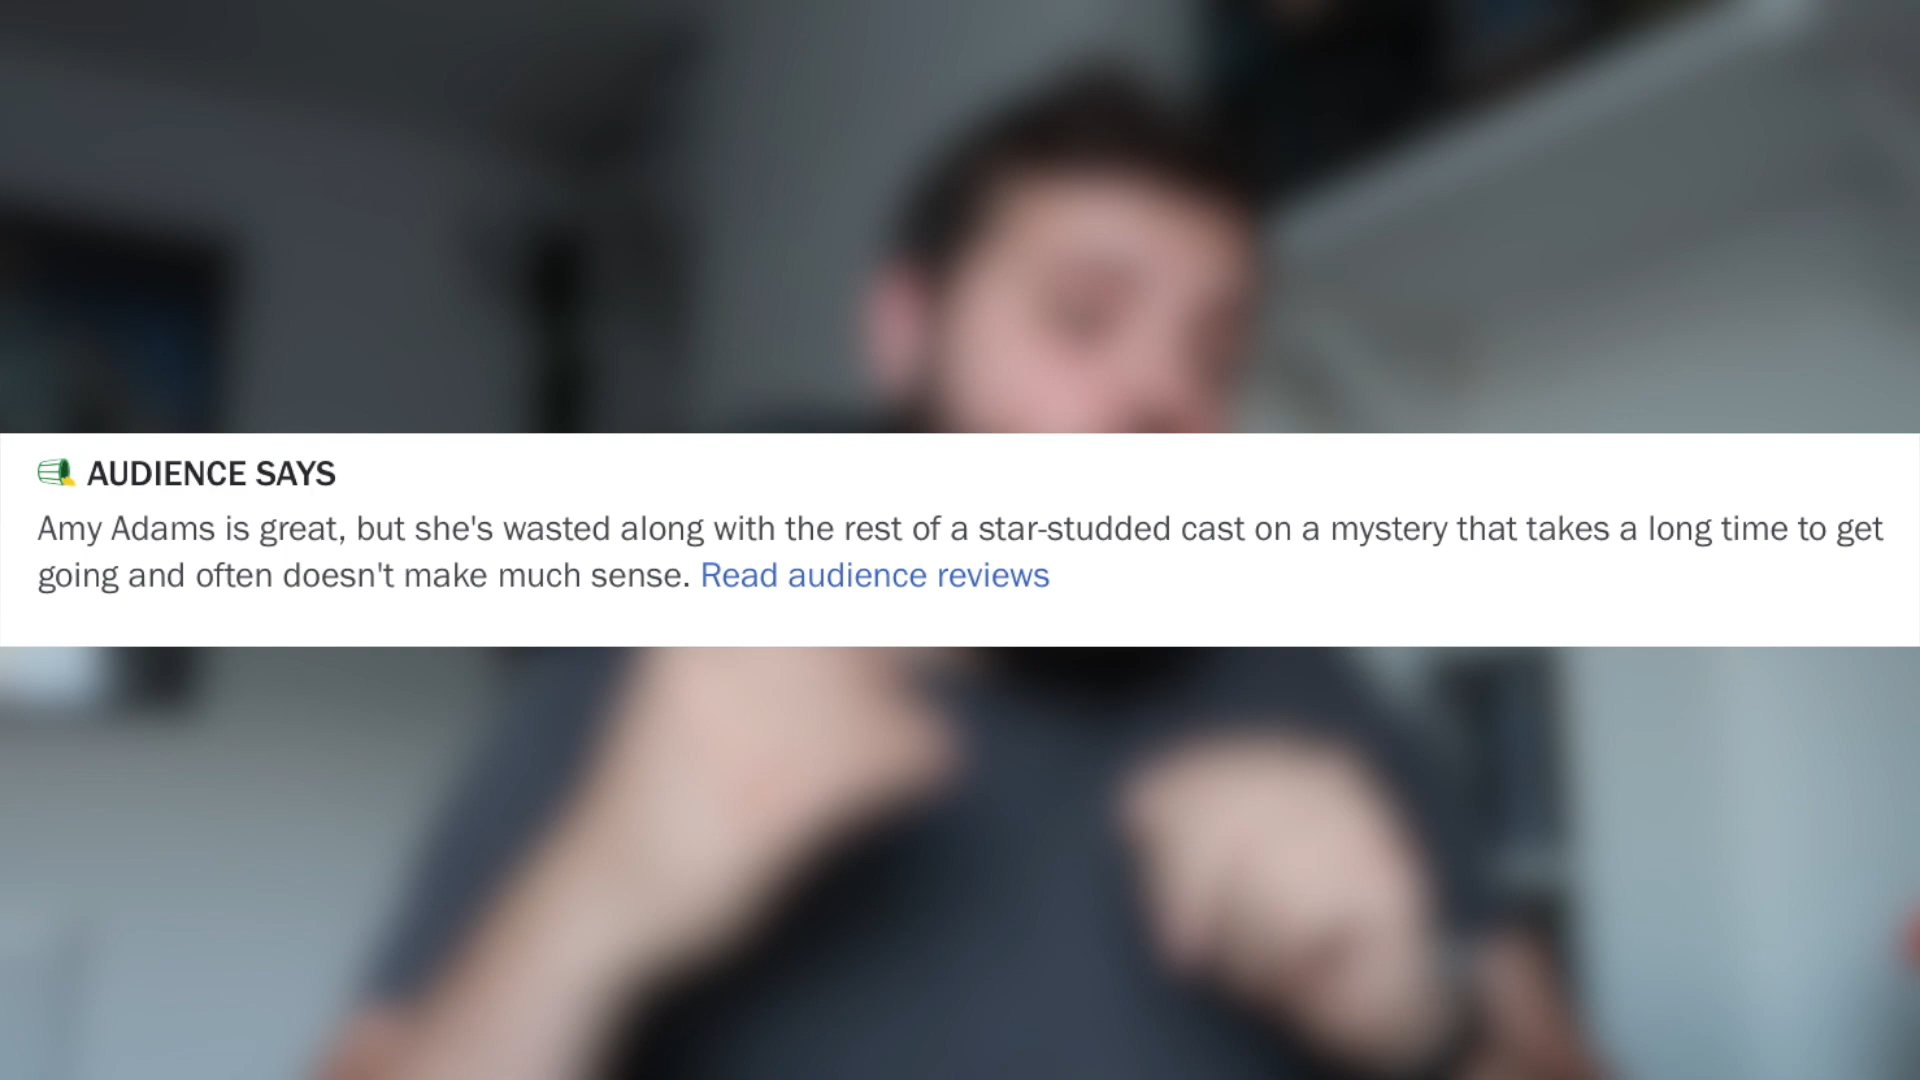 AUDIENCE SAYS
Amy Adams is great, but she's wasted along with the rest of a star-studded cast on a mystery that takes a long time to get
going and often doesn't make much sense. Read audience reviews